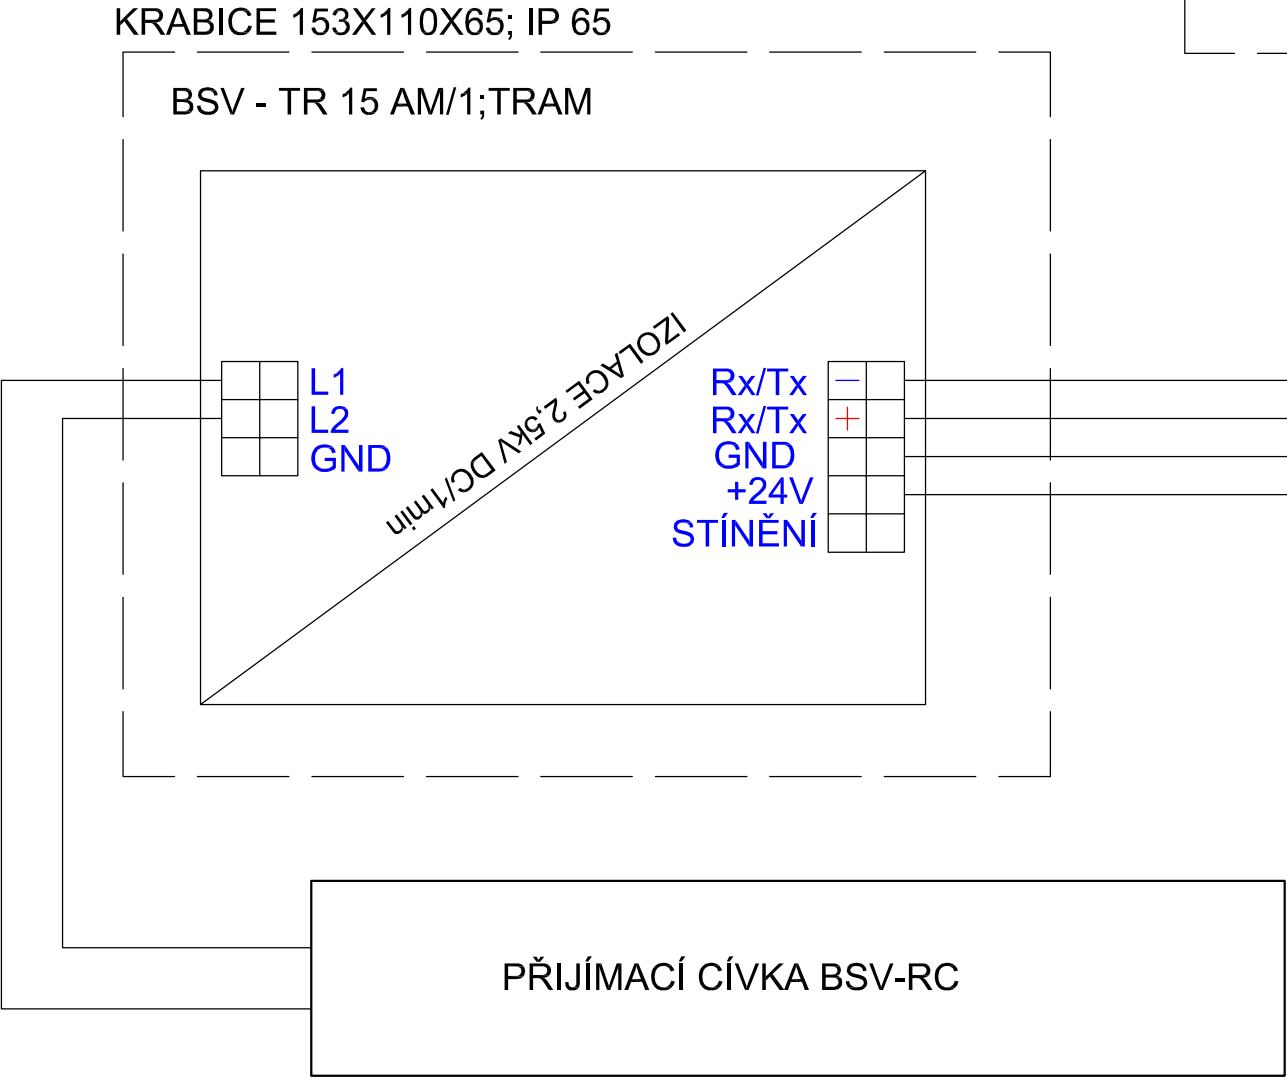 KRABICE 153X110X65; IP 65
BSV - TR 15 AM/1;TRAM
IZOLACE 2,5kV DC/1min
L1
L2
GND
Rx/Tx −
Rx/Tx +
GND
+24V
STÍNĚNÍ
PŘIJÍMACÍ CÍVKA BSV-RC